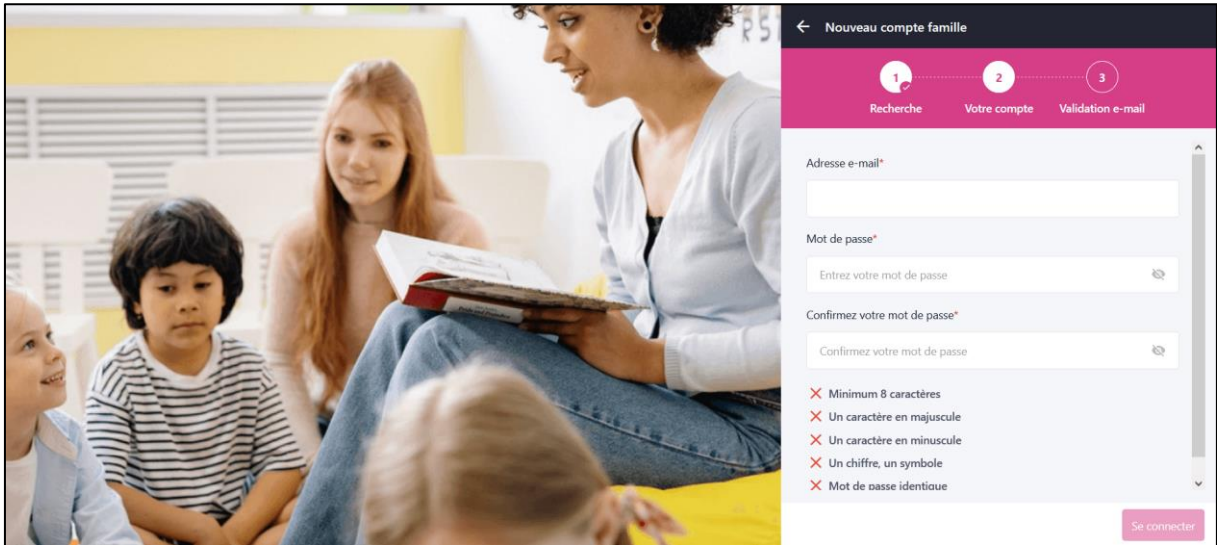 R S
← Nouveau compte famille
1 2 3
Recherche Votre compte Validation e-mail
Adresse e-mail*
Mot de passe*
Entrez votre mot de passe
Confirmez votre mot de passe*
Confirmez votre mot de passe
Minimum 8 caractères
Un caractère en majuscule
Un caractère en minuscule
Un chiffre, un symbole
Mot de passe identique
Se connecter